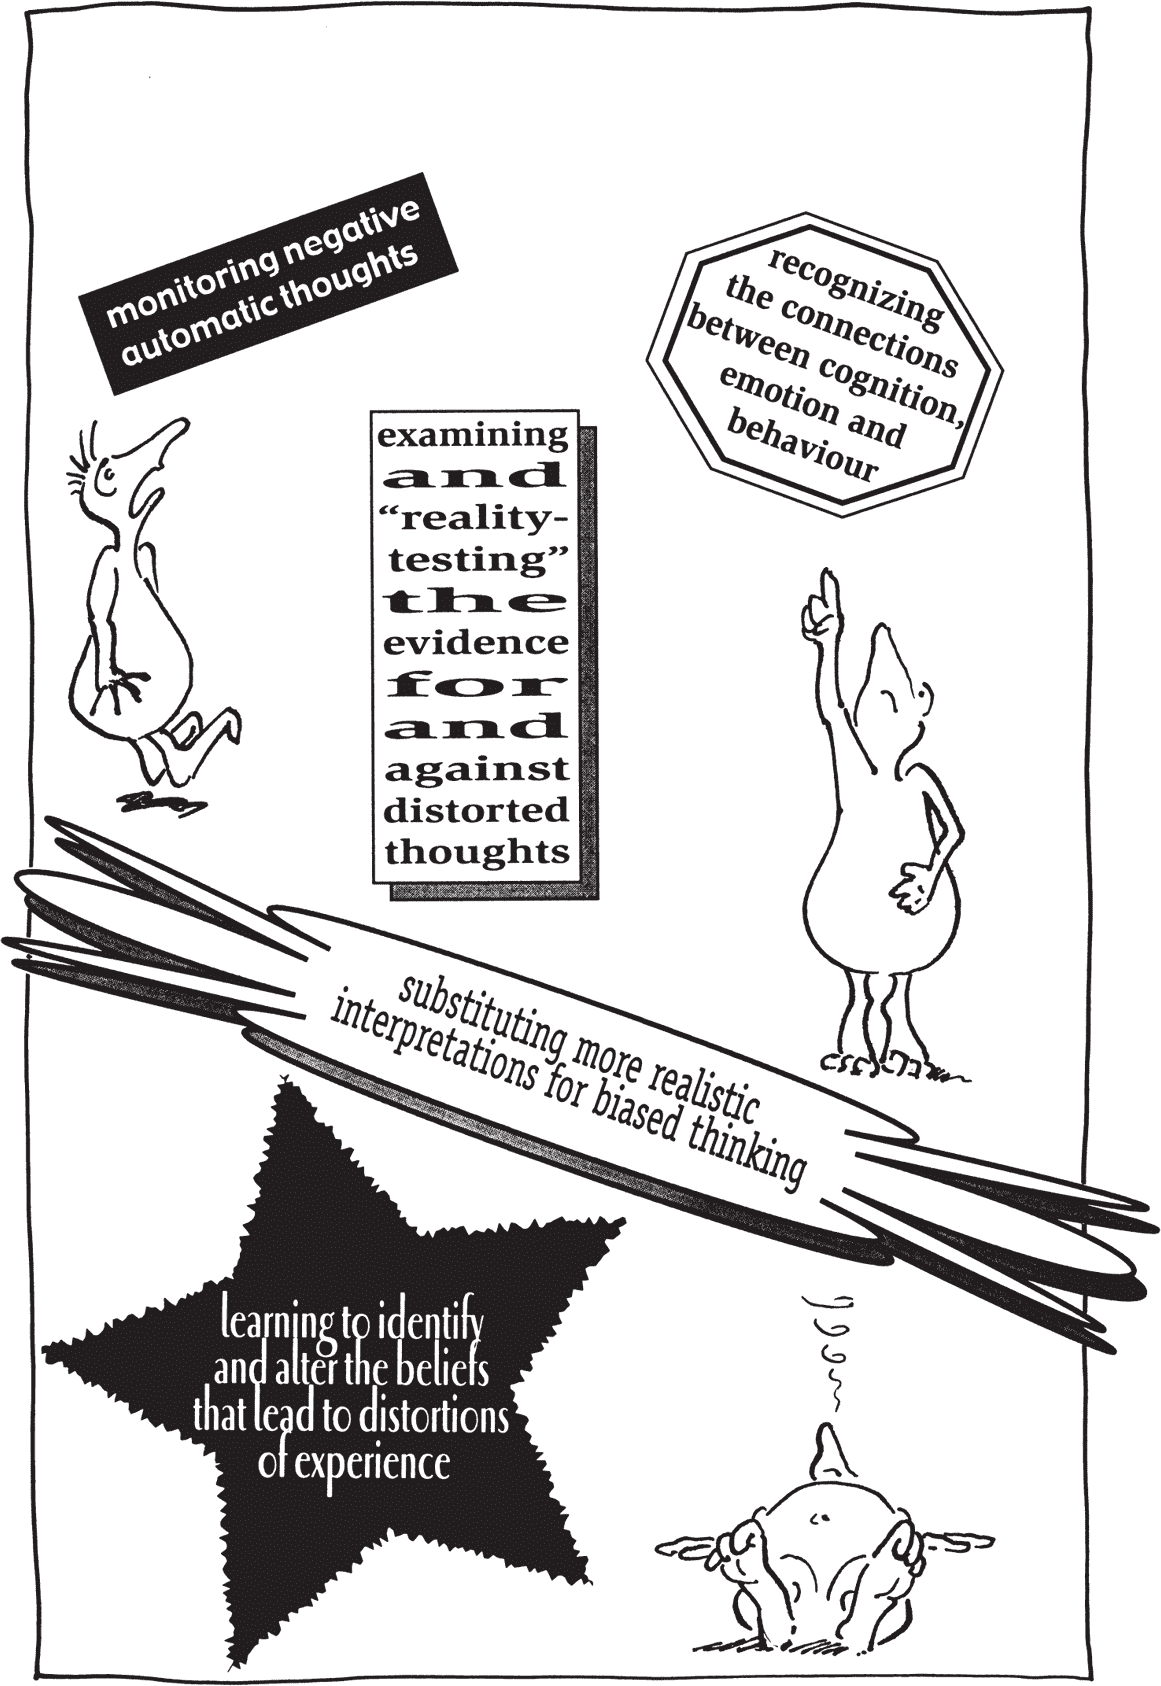 monitoring negative
automatic thoughts
recognizing
the connections
between cognition,
emotion and
behaviour
examining
and
“reality-
testing”
the
evidence
for
and
against
distorted
thoughts
substituting more realistic
interpretations for biased thinking
learning to identify
and alter the beliefs
that lead to distortions
of experience